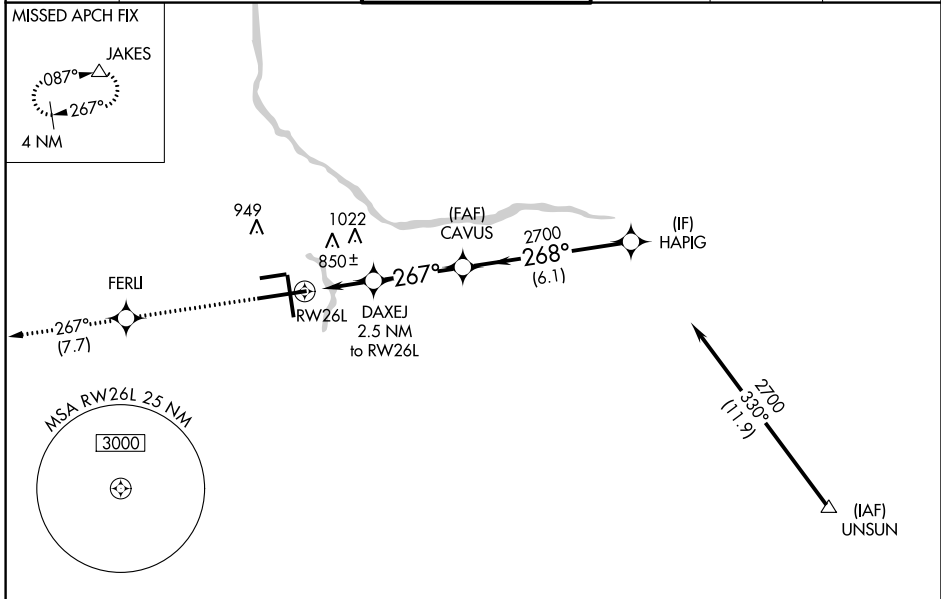 MISSED APCH FIX
JAKES
087°
267°
4 NM
949
1022
850±
(FAF)
CAVUS
2700
268°
(6.1)
(IF)
HAPIG
267°
FERLI
RW26L
DAXEJ
2.5 NM
to RW26L
267°
(7.7)
MSA RW26L 25 NM
3000
2700
330°
(11.9)
(IAF)
UNSUN